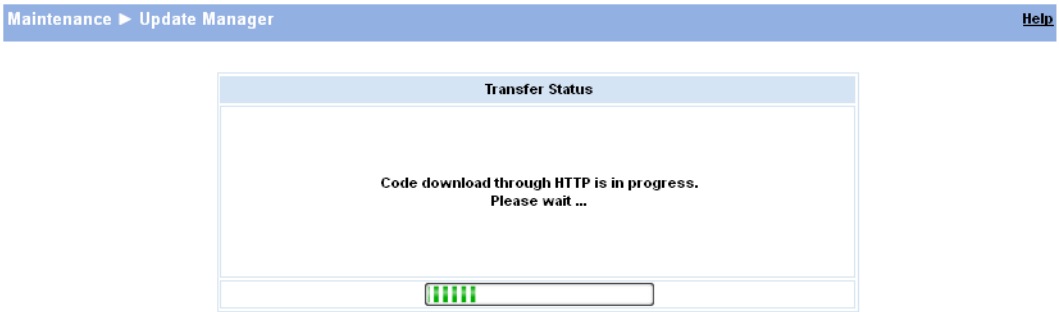 Maintenance ► Update Manager
Help
Transfer Status
Code download through HTTP is in progress.
Please wait ...